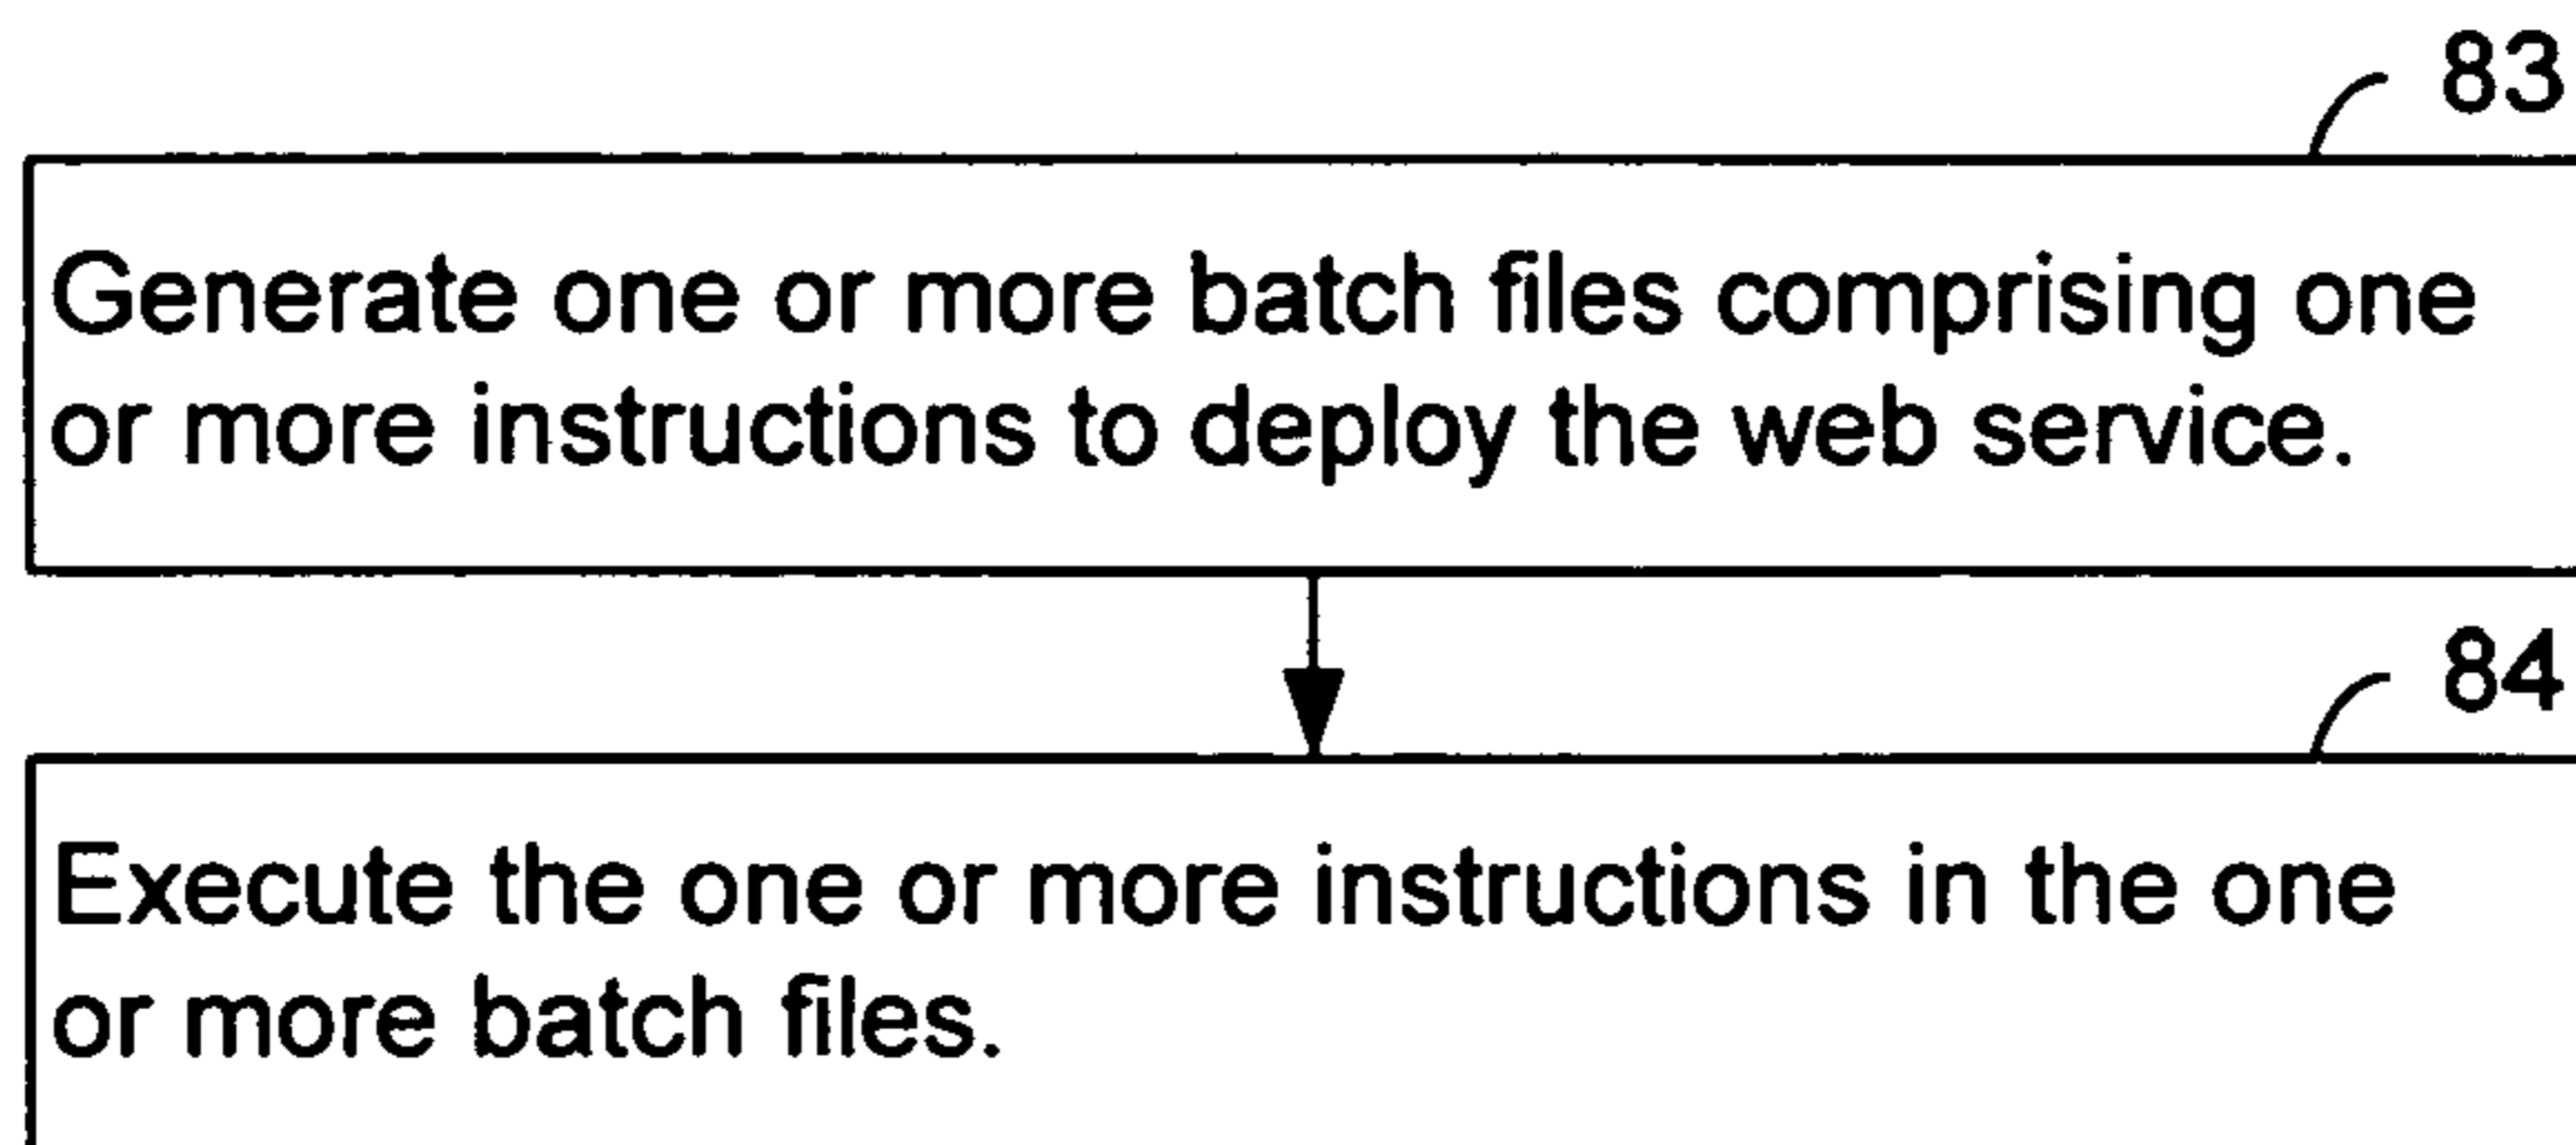 83
Generate one or more batch files comprising one
or more instructions to deploy the web service.
84
Execute the one or more instructions in the one
or more batch files.